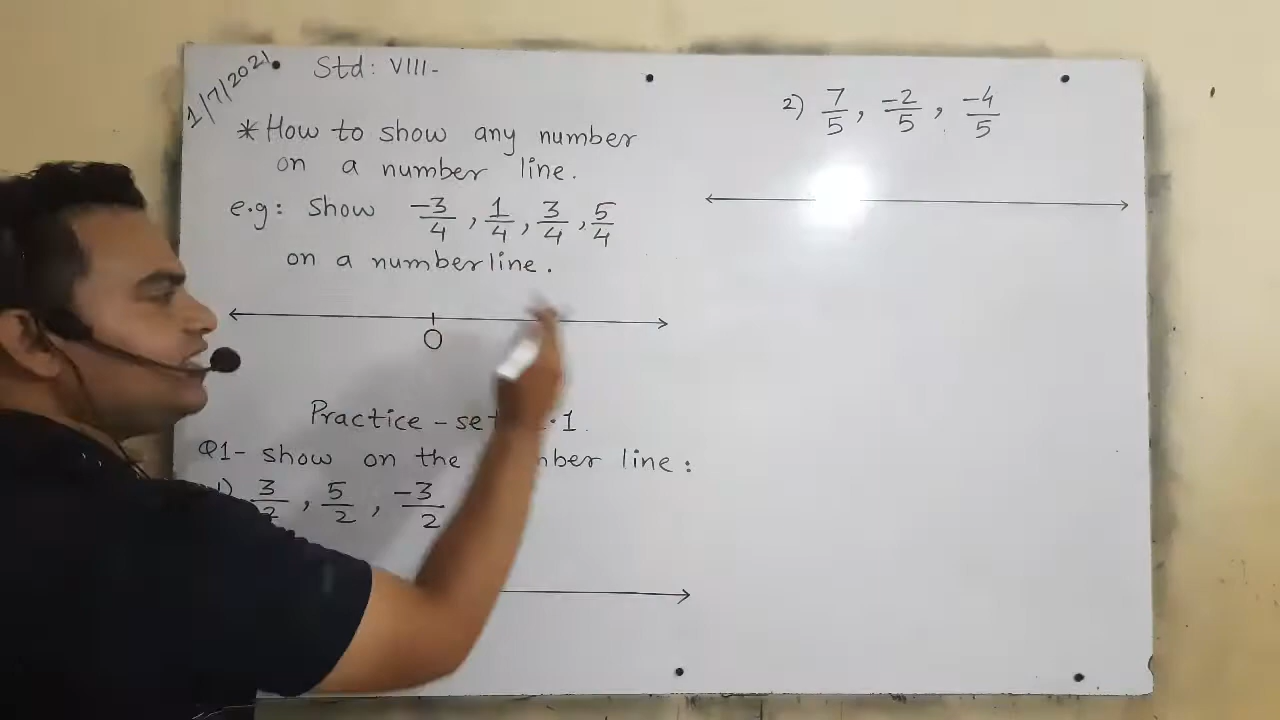 1/7/2021
Std: VIII-
* How to show any number
on a number line.
e.g: Show -3/4, 1/4, 3/4, 5/4
on a numberline.
0
Practice - set 1
Q1- show on the line:
1) 3/2, 5/2, -3/2
2) 7/5, -2/5, -4/5